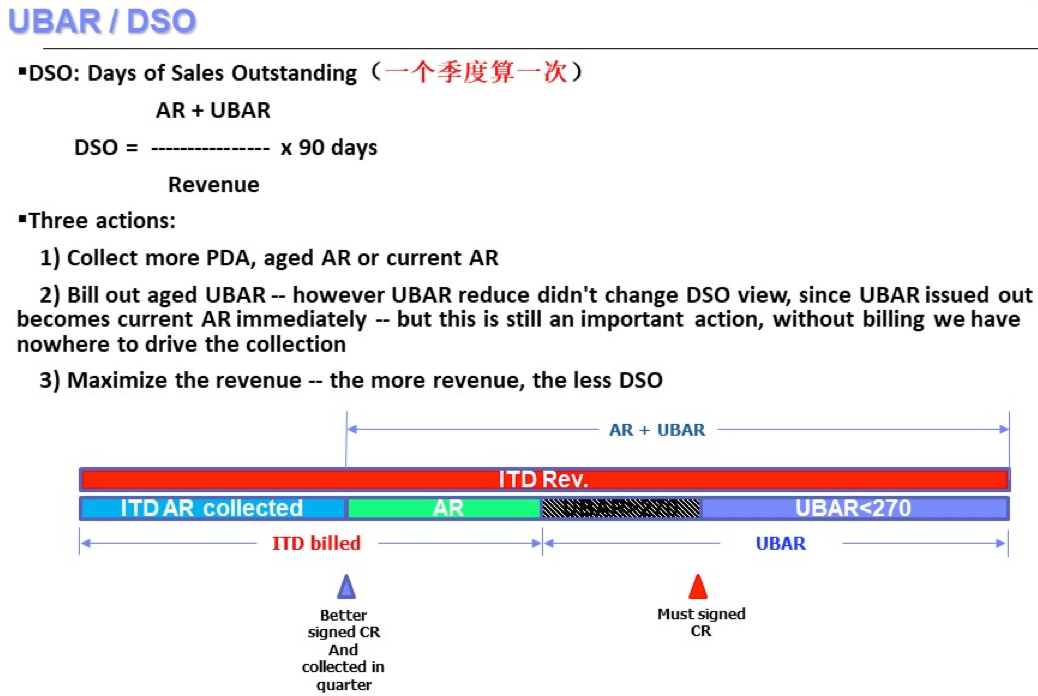 UBAR / DSO
▪DSO: Days of Sales Outstanding（一个季度算一次）
AR + UBAR
DSO = ---------------- x 90 days
Revenue
▪Three actions:
1) Collect more PDA, aged AR or current AR
2) Bill out aged UBAR -- however UBAR reduce didn't change DSO view, since UBAR issued out
becomes current AR immediately -- but this is still an important action, without billing we have
nowhere to drive the collection
3) Maximize the revenue -- the more revenue, the less DSO
AR + UBAR
ITD Rev.
ITD AR collected AR UBAR>270 UBAR<270
ITD billed UBAR
Better
signed CR
And
collected in
quarter
Must signed
CR